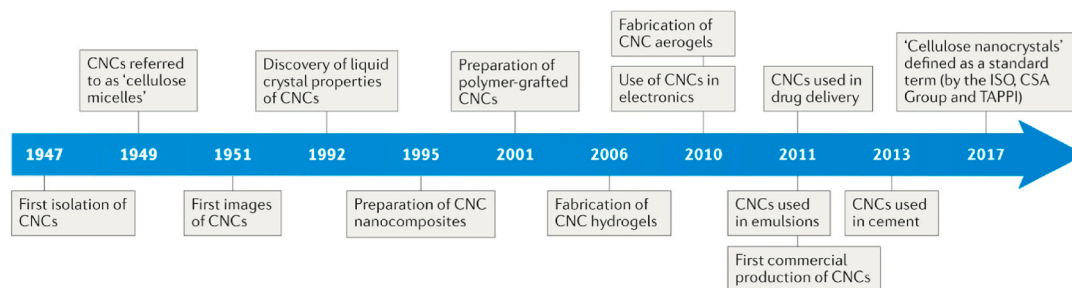 Fabrication of
CNC aerogels
CNCs referred
to as ‘cellulose
micelles’
Discovery of liquid
crystal properties
of CNCs
Preparation of
polymer-grafted
CNCs
Use of CNCs in
electronics
CNCs used in
drug delivery
‘Cellulose nanocrystals’
defined as a standard
term (by the ISO, CSA
Group and TAPPI)
1947
1949
1951
1992
1995
2001
2006
2010
2011
2013
2017
First isolation of
CNCs
First images
of CNCs
Preparation of CNC
nanocomposites
Fabrication of
CNC hydrogels
CNCs used
in emulsions
CNCs used
in cement
First commercial
production of CNCs